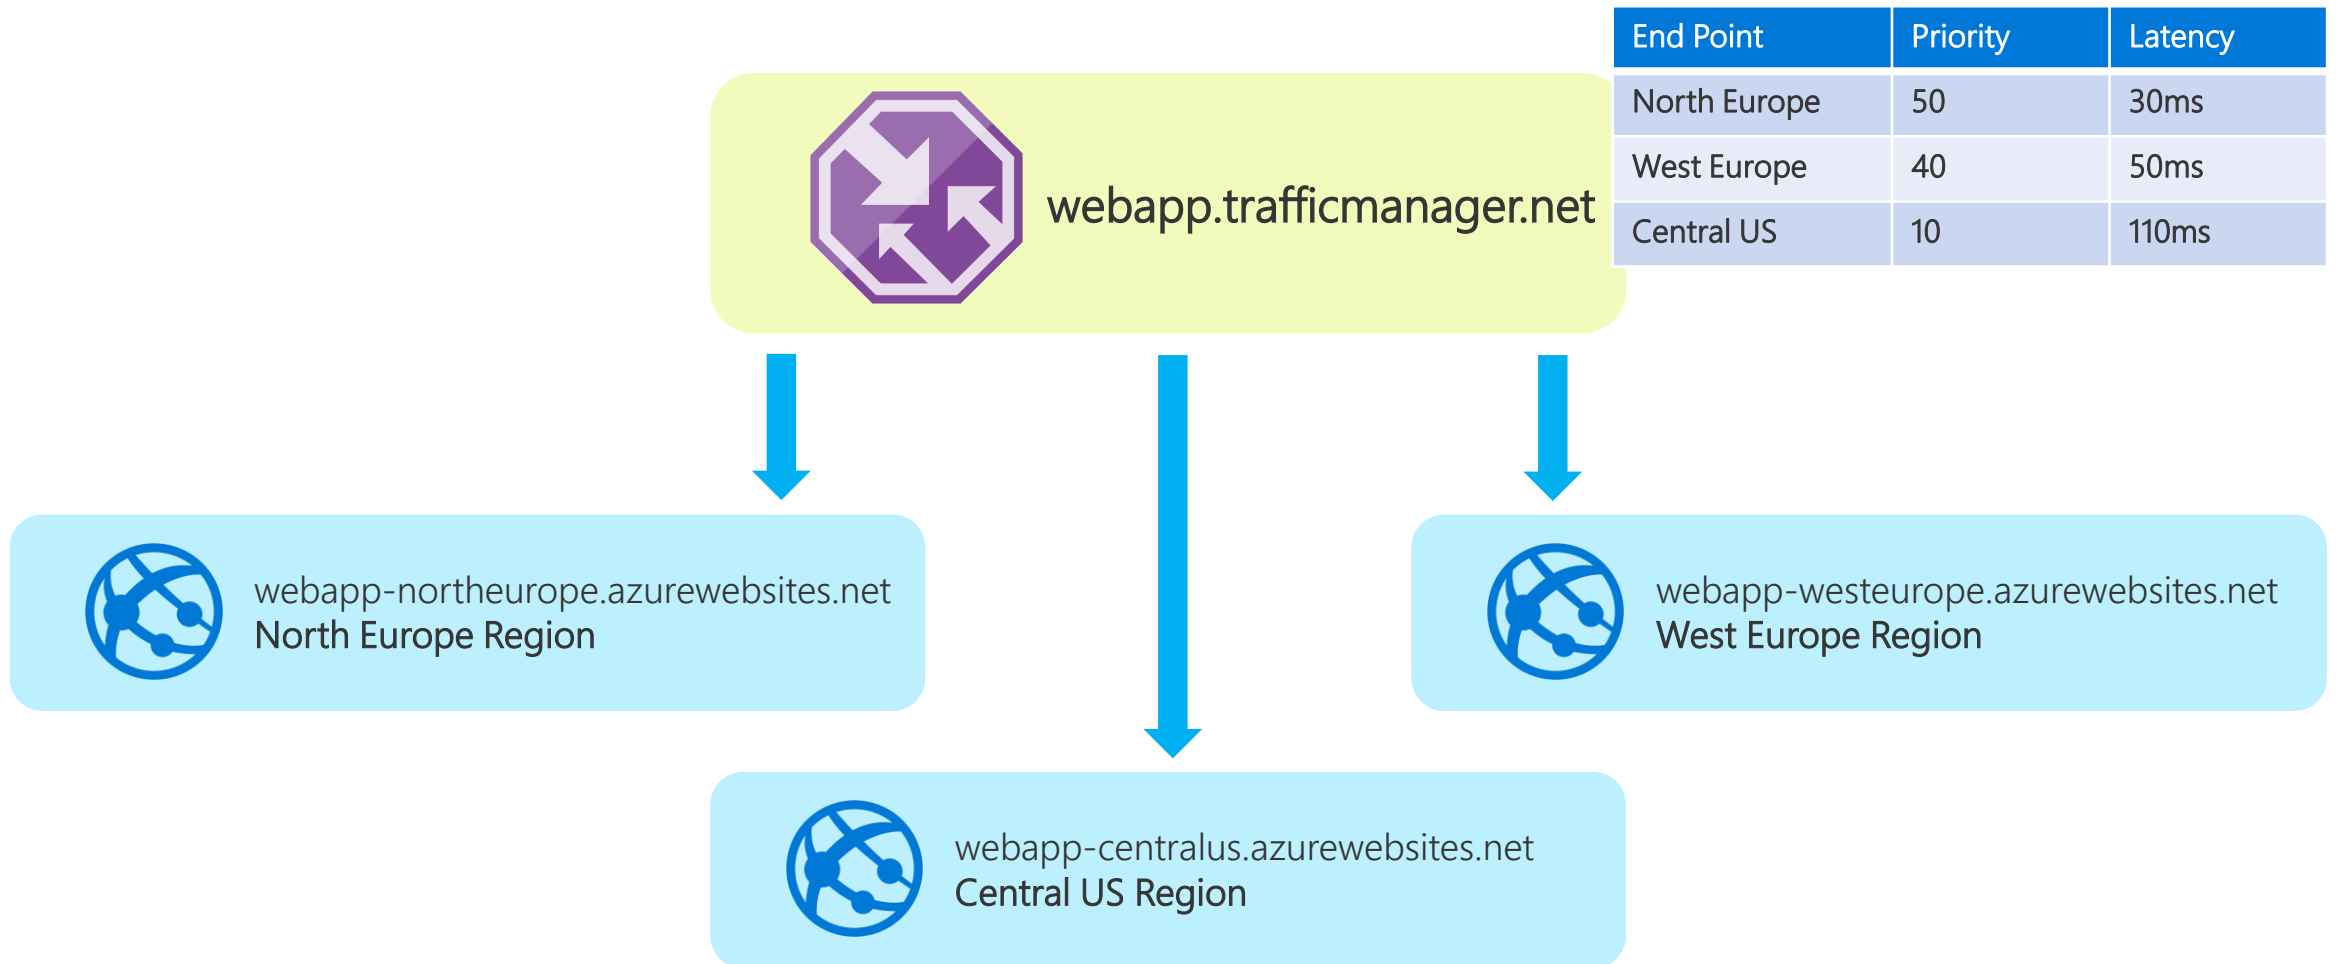 End Point Priority Latency
North Europe 50 30ms
West Europe 40 50ms
Central US 10 110ms
webapp.trafficmanager.net
webapp-northeurope.azurewebsites.net
North Europe Region
webapp-westeurope.azurewebsites.net
West Europe Region
webapp-centralus.azurewebsites.net
Central US Region